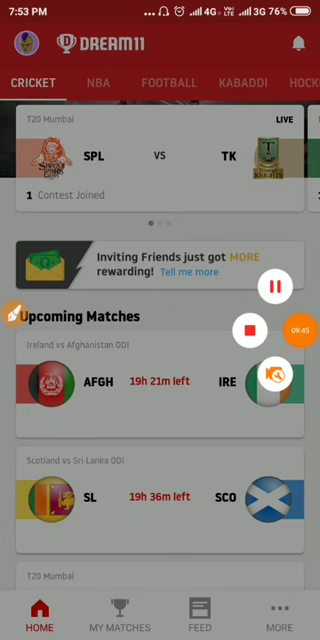 7:53 PM ... 4G Vo LTE 3G 76%
D DREAM11
CRICKET NBA FOOTBALL KABADDI HOCK
T20 Mumbai LIVE
SPL VS TK
1 Contest Joined
Inviting Friends just got MORE
rewarding! Tell me more
Upcoming Matches
09:45
Ireland vs Afghanistan ODI
AFGH 19h 21m left IRE
Scotland vs Sri Lanka ODI
SL 19h 36m left SCO
T20 Mumbai
HOME MY MATCHES FEED MORE